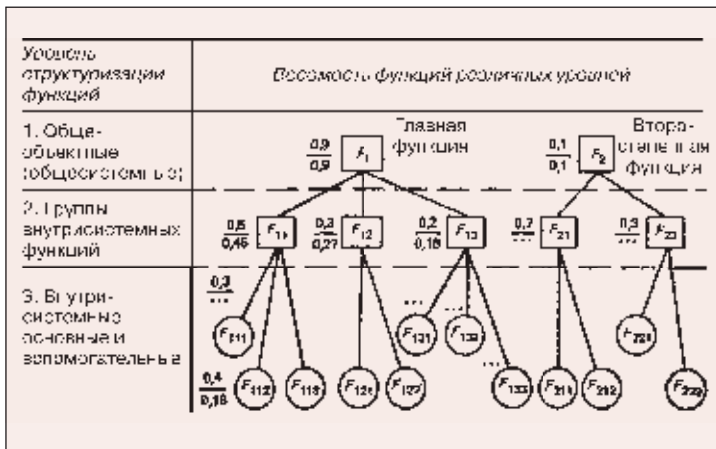 Уровень
структуризации
функций
Весомость функций различных уровней
1. Обще-
объектные
(общесистемные)
0,9
0,9
F1
Главная
функция
0,1
0,1
F2
Второ-
степенная
функция
2. Группы
внутрисистемных
функций
0,5
0,45
F11
0,3
0,27
F12
0,2
0,18
F13
0,7
...
F21
0,3
...
F22
3. Внутри-
системные
основные и
вспомогательные
0,3
...
F111
...
F131
...
F132
F221
0,4
0,18
F112
F113
F121
F122
...
F133
F211
F212
F222